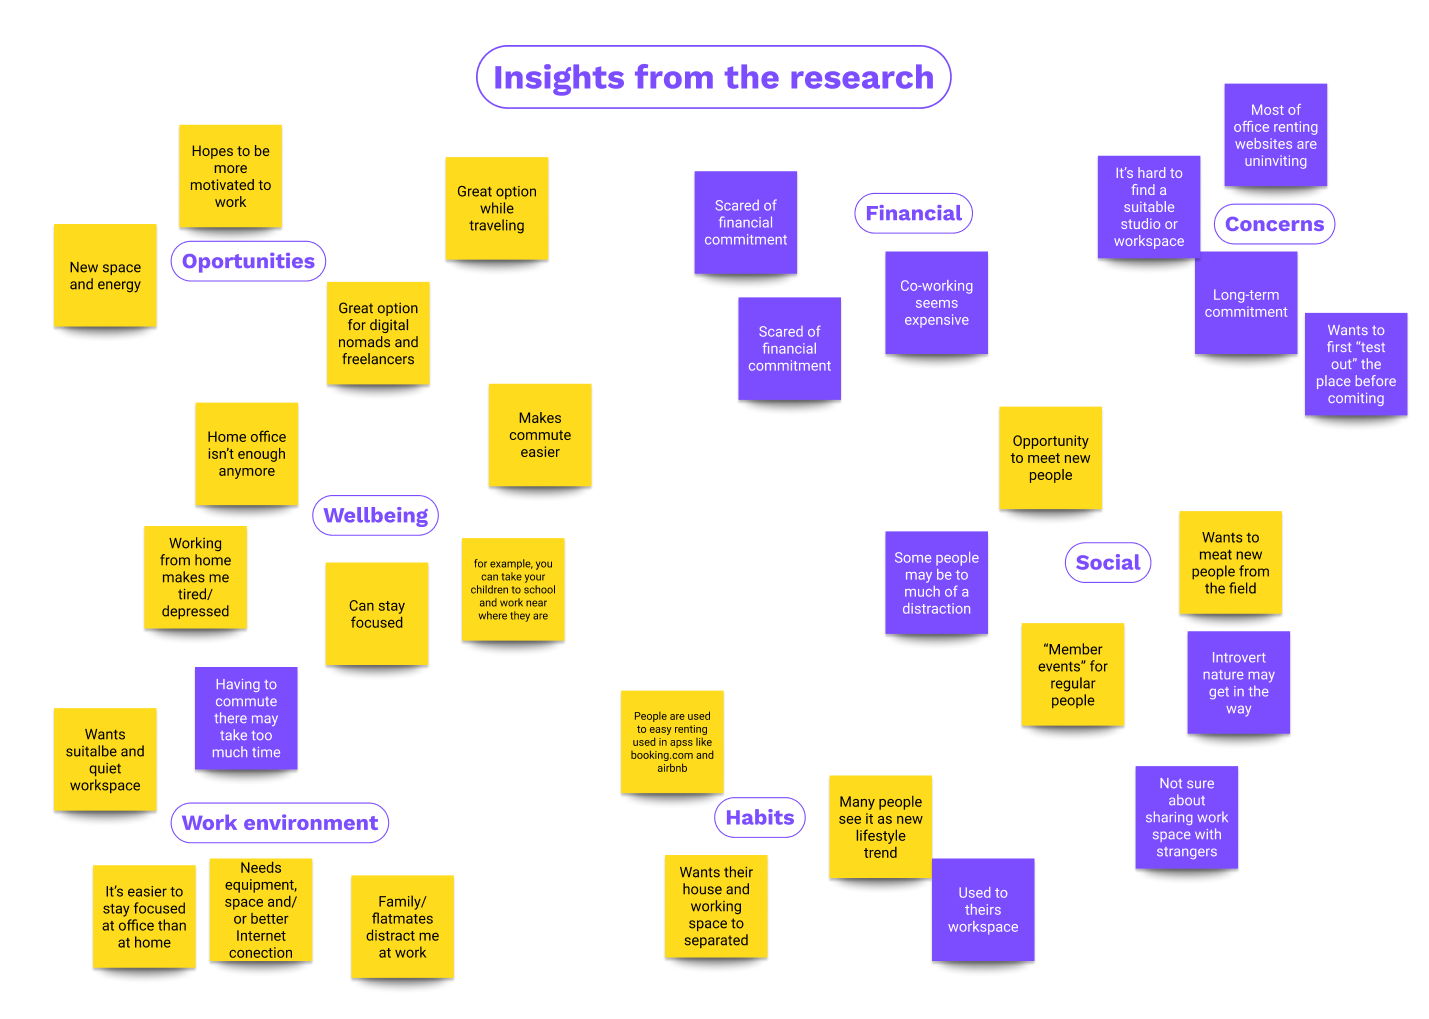 Insights from the research
Hopes to be
more
motivated to
work
New space
and energy
Oportunities
Great option
while
traveling
Great option
for digital
nomads and
freelancers
Scared of
financial
commitment
Financial
Scared of
financial
commitment
Co-working
seems
expensive
Most of
office renting
websites are
uninviting
It's hard to
find a
suitable
studio or
workspace
Concerns
Long-term
commitment
Wants to
first “test
out” the
place before
comiting
Home office
isn't enough
anymore
Makes
commute
easier
Wellbeing
Working
from home
makes me
tired/
depressed
Can stay
focused
for example, you
can take your
children to school
and work near
where they are
Having to
commute
there may
take too
much time
Opportunity
to meet new
people
Some people
may be to
much of a
distraction
Social
Wants to
meat new
people from
the field
“Member
events” for
regular
people
Introvert
nature may
get in the
way
Not sure
about
sharing work
space with
strangers
Wants
suitalbe and
quiet
workspace
Work environment
It's easier to
stay focused
at office than
at home
Needs
equipment,
space and/
or better
Internet
conection
Family/
flatmates
distract me
at work
People are used
to easy renting
used in apss like
booking.com and
airbnb
Habits
Many people
see it as new
lifestyle
trend
Wants their
house and
working
space to
separated
Used to
theirs
workspace